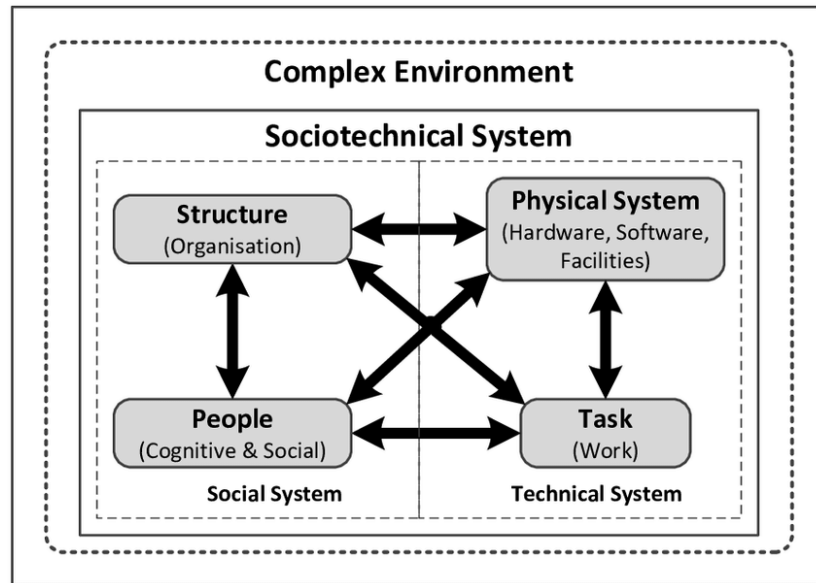 Complex Environment
Sociotechnical System
Structure
(Organisation)
Physical System
(Hardware, Software,
Facilities)
People
(Cognitive & Social)
Task
(Work)
Social System
Technical System